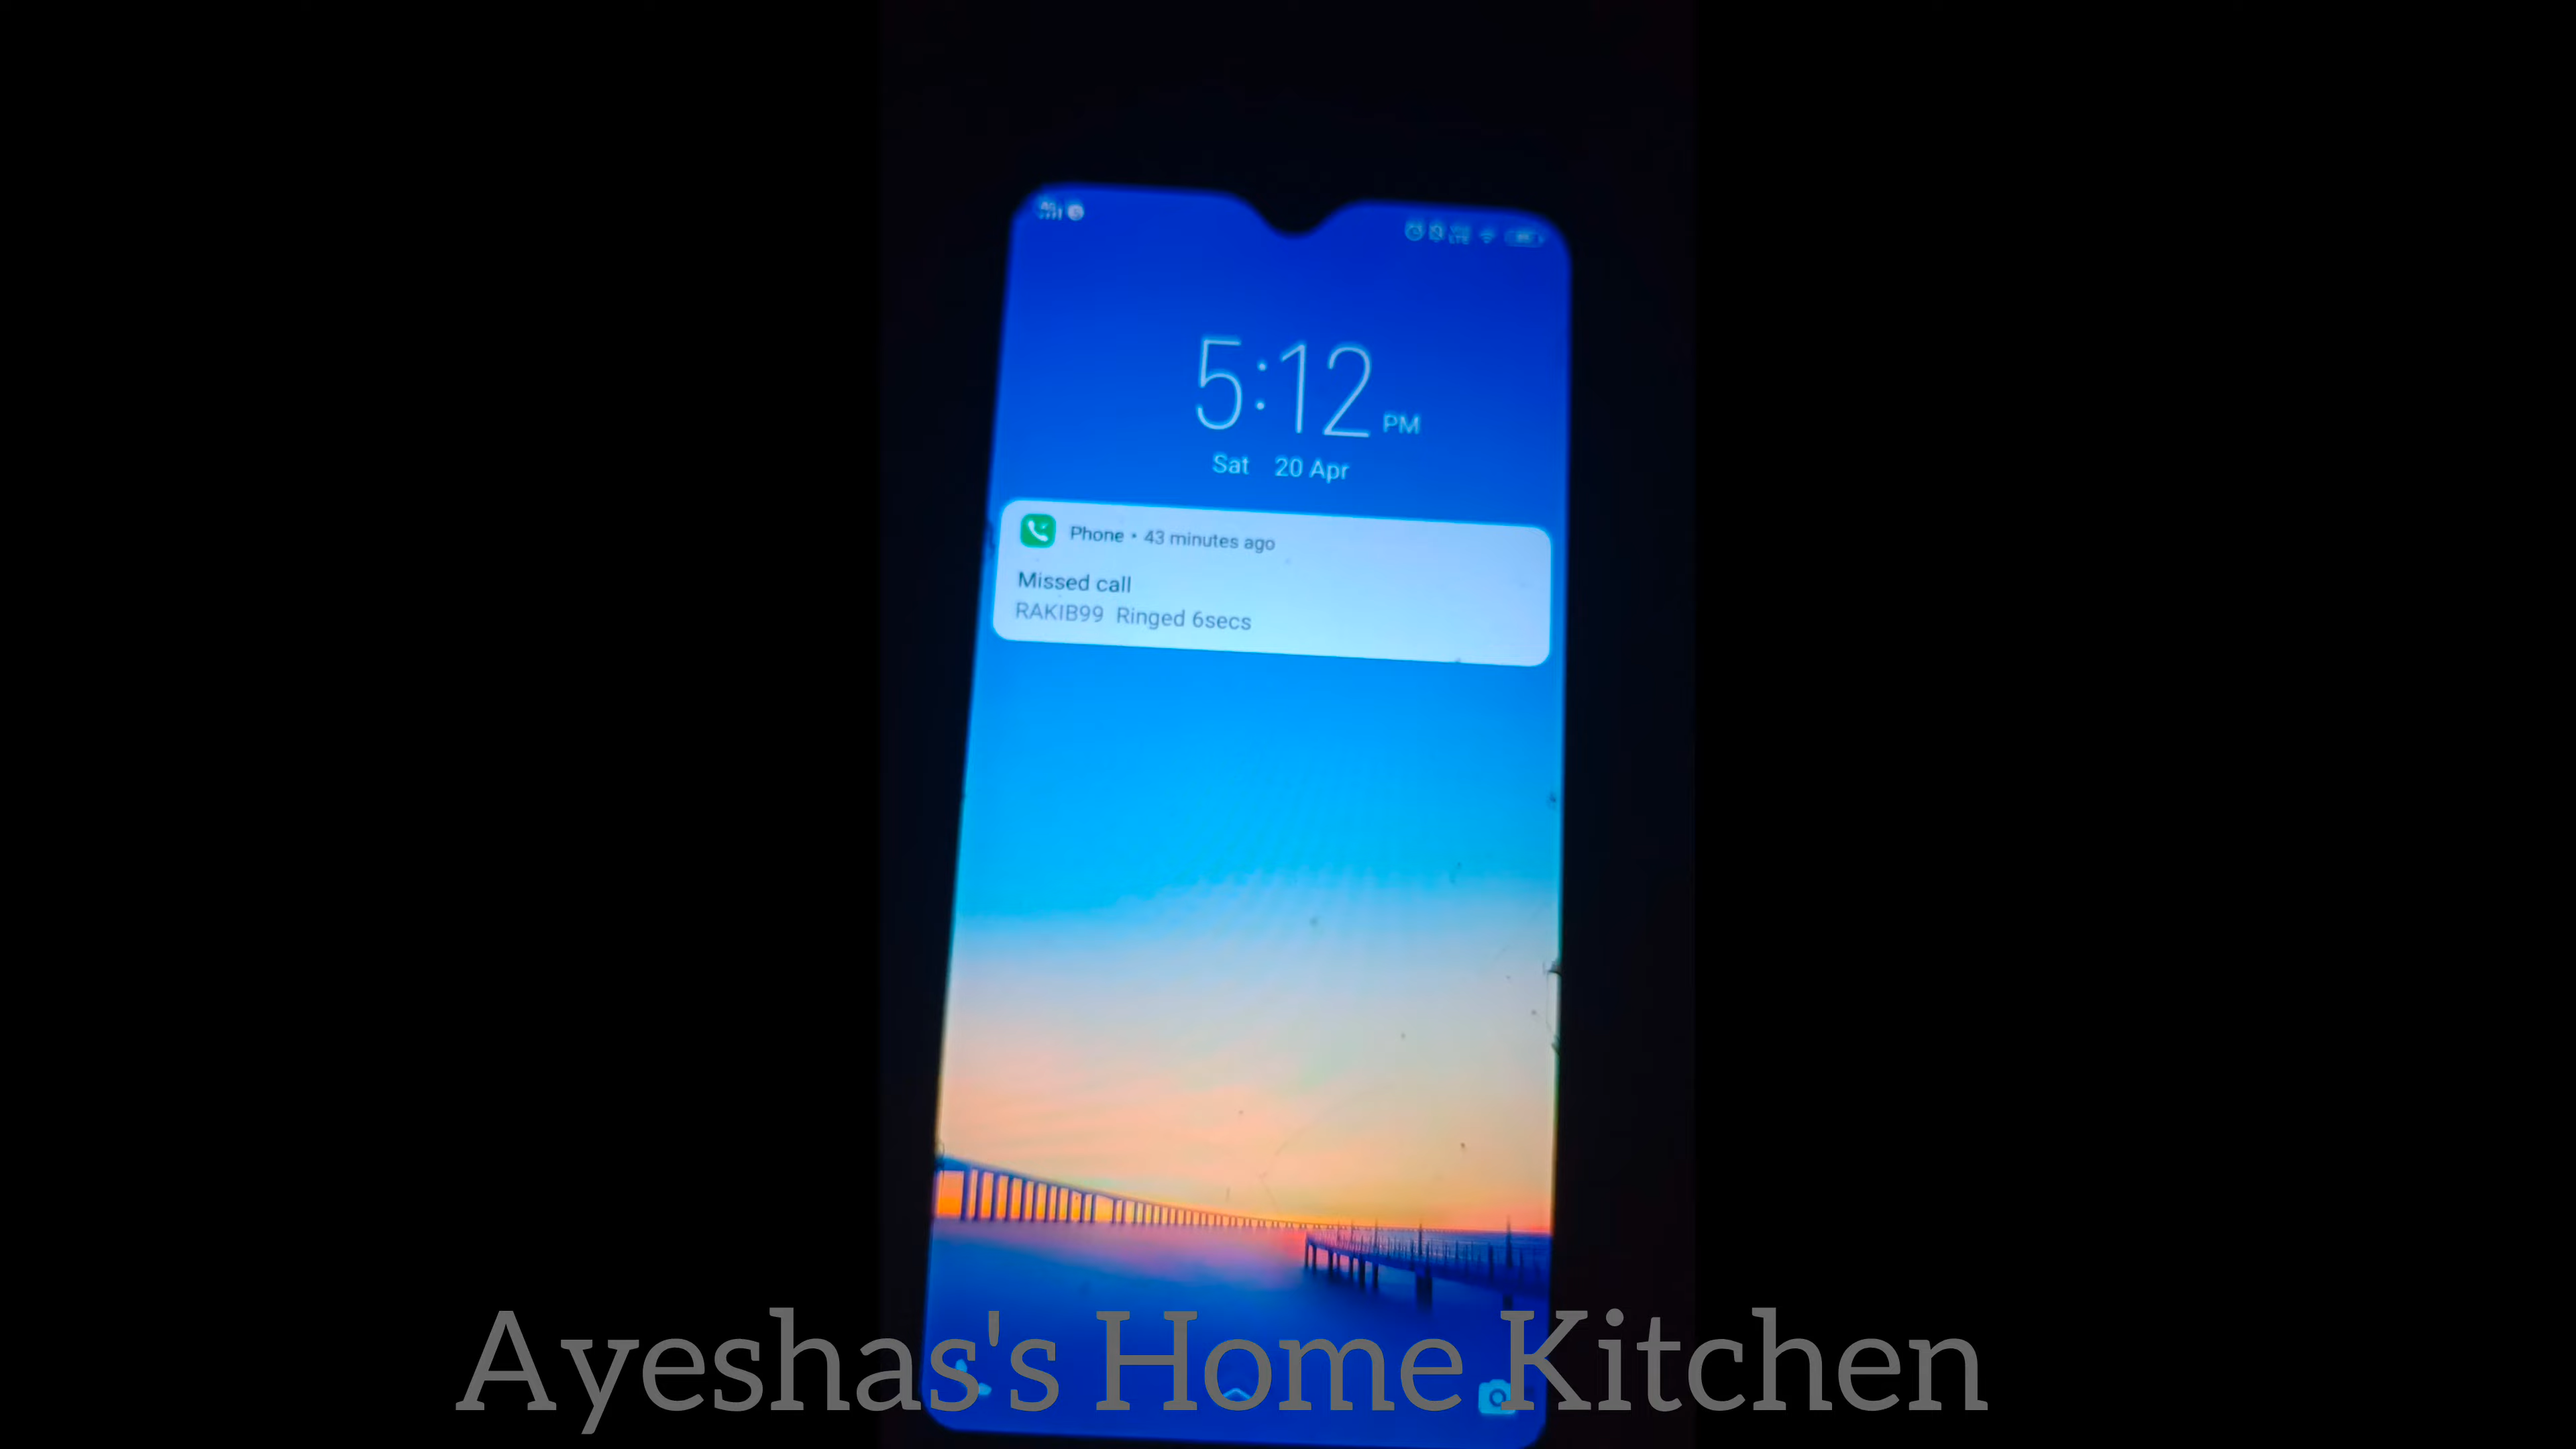 5:12 PM
Sat 20 Apr
Phone • 43 minutes ago
Missed call
RAKIB99 Ringed 6secs
Ayeshas's Home Kitchen